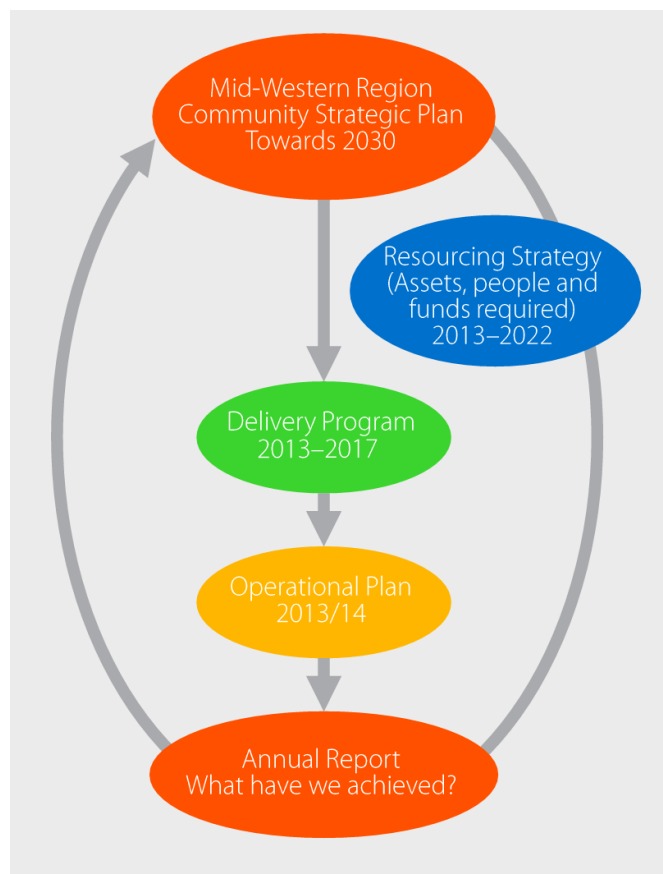 Mid-Western Region
Community Strategic Plan
Towards 2030
Resourcing Strategy
(Assets, people and
funds required)
2013–2022
Delivery Program
2013–2017
Operational Plan
2013/14
Annual Report
What have we achieved?